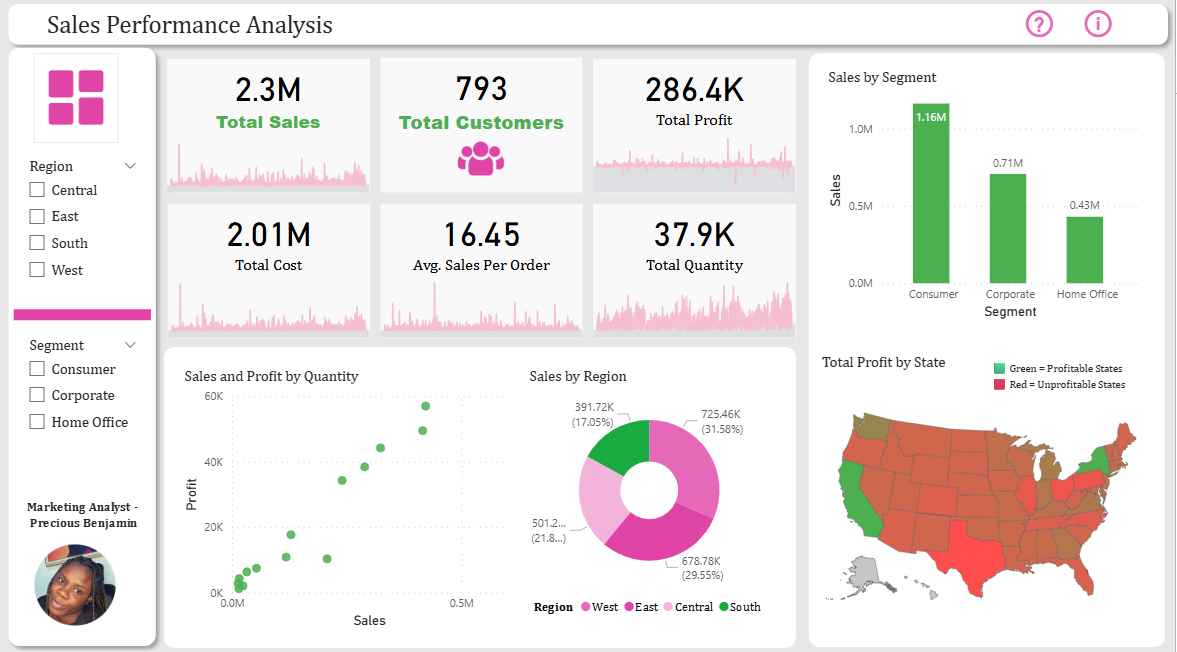 Sales Performance Analysis
?
i
Region
Central
East
South
West
Segment
Consumer
Corporate
Home Office
Marketing Analyst -
Precious Benjamin
2.3M
Total Sales
793
Total Customers
286.4K
Total Profit
2.01M
Total Cost
16.45
Avg. Sales Per Order
37.9K
Total Quantity
Sales and Profit by Quantity
60K
40K
20K
0K
Profit
0.0M
0.5M
Sales
Sales by Region
391.72K
(17.05%)
725.46K
(31.58%)
501.2...
(21.8...)
678.78K
(29.55%)
Region West East Central South
Sales by Segment
1.0M
0.5M
0.0M
Sales
1.16M
0.71M
0.43M
Consumer
Corporate
Home Office
Segment
Total Profit by State
Green = Profitable States
Red = Unprofitable States